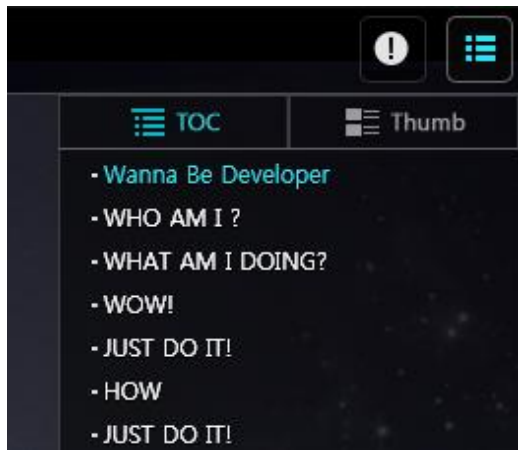 TOC Thumb
- Wanna Be Developer
- WHO AM I ?
- WHAT AM I DOING?
- WOW!
- JUST DO IT!
- HOW
- JUST DO IT!